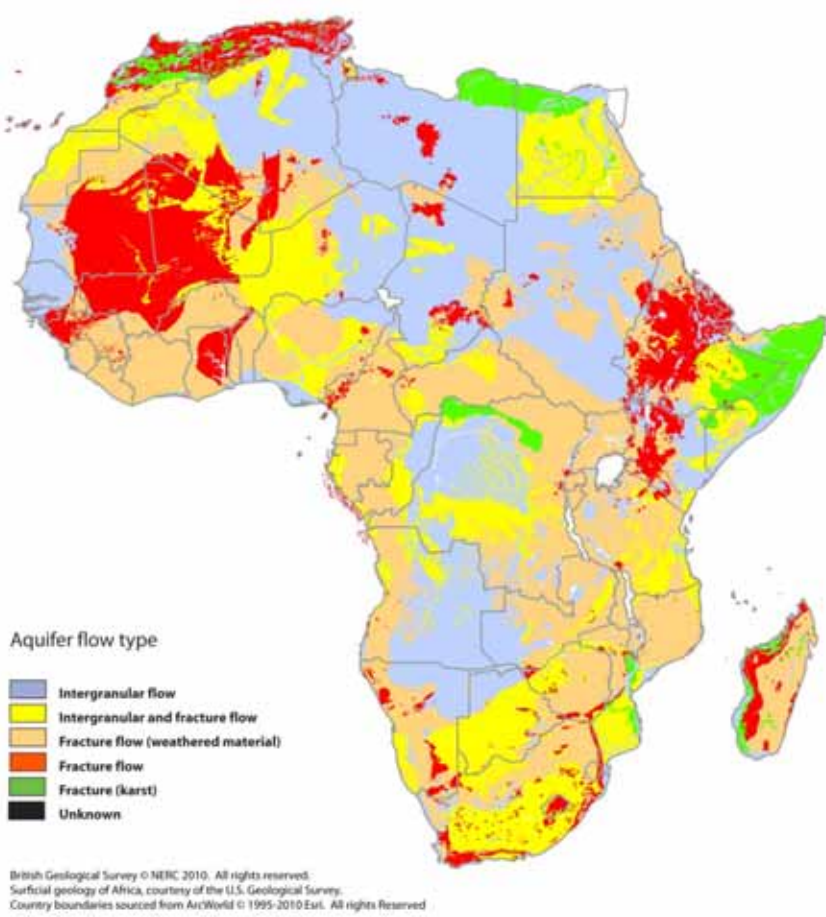 Aquifer flow type
Intergranular flow
Intergranular and fracture flow
Fracture flow (weathered material)
Fracture flow
Fracture (karst)
Unknown
British Geological Survey © NERC 2010. All rights reserved.
Surficial geology of Africa, courtesy of the U.S. Geological Survey.
Country boundaries sourced from ArcWorld © 1995-2010 Esri. All rights Reserved